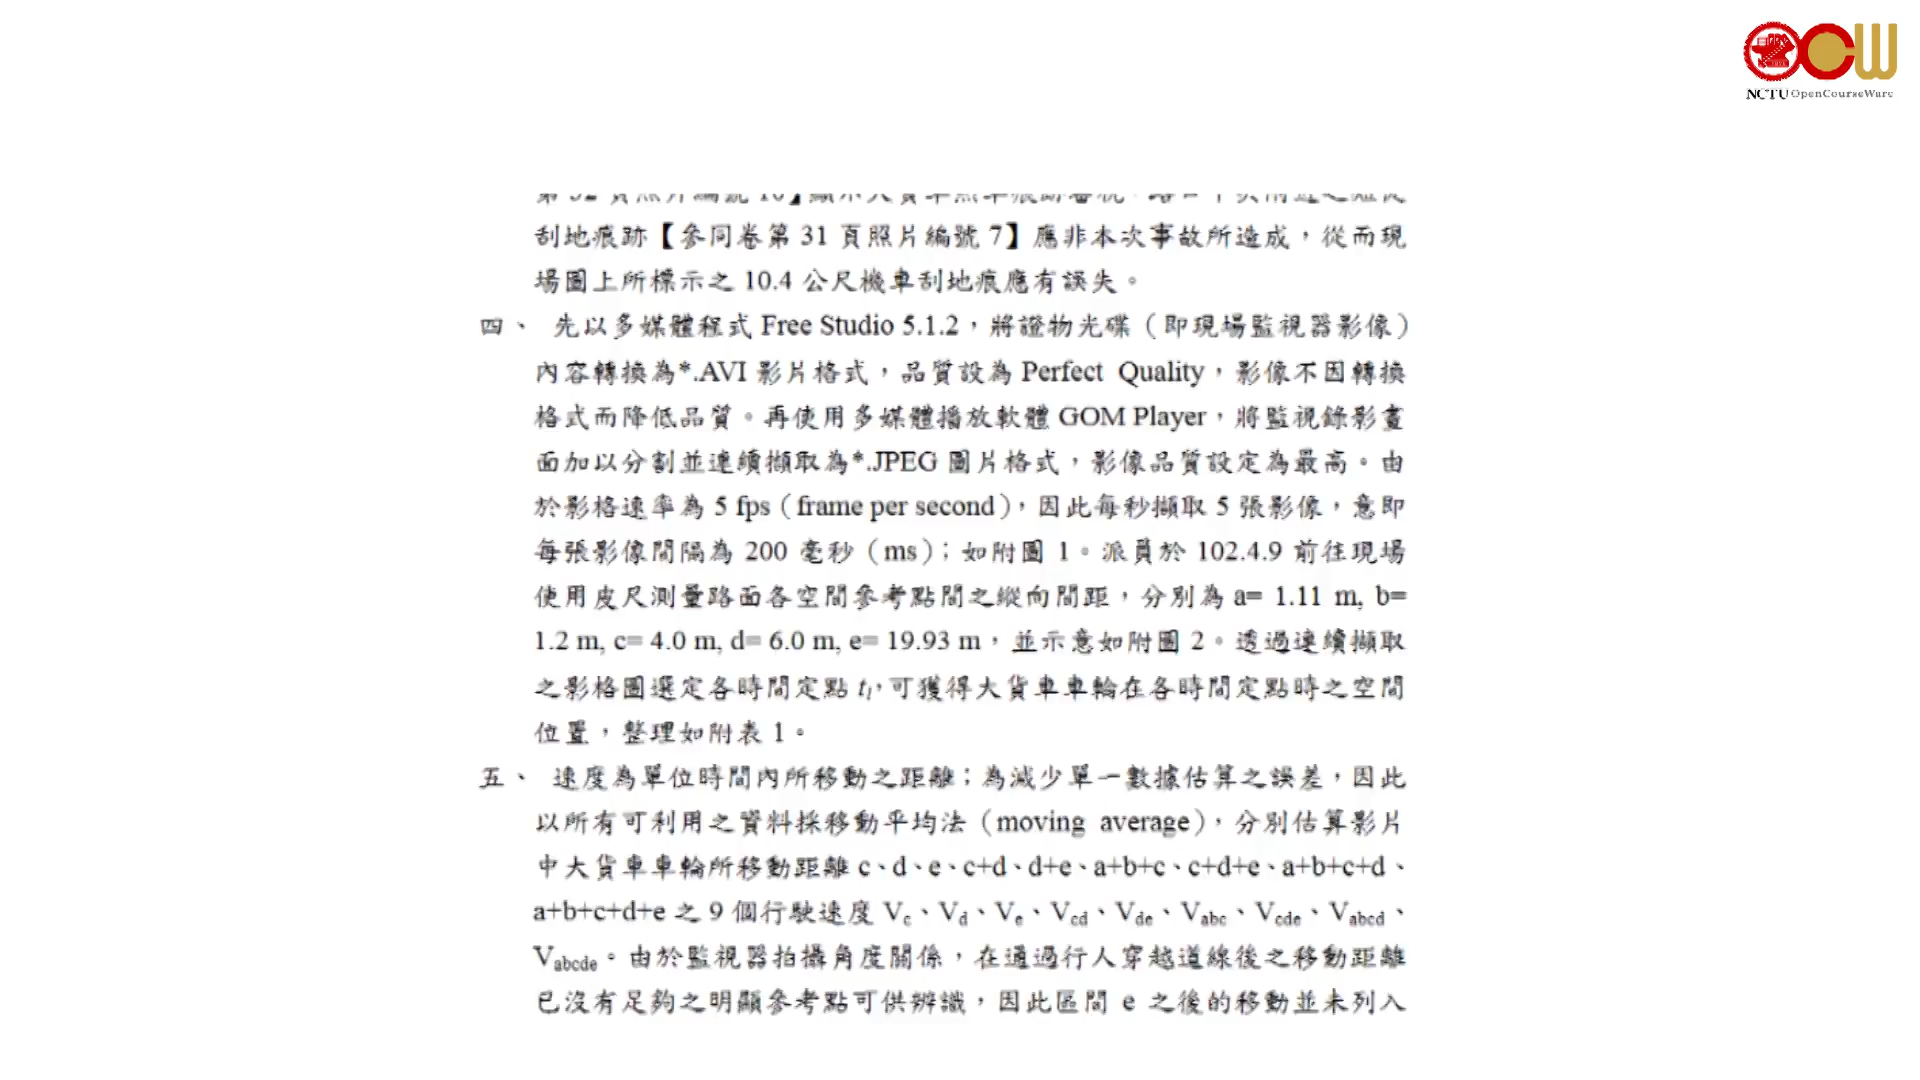 NCTU OpenCourseWare
刮地痕跡【參同卷第 31 頁照片編號 7】應非本次事故所造成，從而現
場圖上所標示之 10.4 公尺機車刮地痕應有誤失。
四、 先以多媒體程式 Free Studio 5.1.2，將證物光碟（即現場監視器影像）
內容轉換為*.AVI 影片格式，品質設為 Perfect Quality，影像不因轉換
格式而降低品質。再使用多媒體播放軟體 GOM Player，將監視錄影畫
面加以分割並連續擷取為*.JPEG 圖片格式，影像品質設定為最高。由
於影格速率為 5 fps（frame per second），因此每秒擷取 5 張影像，意即
每張影像間隔為 200 毫秒（ms）；如附圖 1。派員於 102.4.9 前往現場
使用皮尺測量路面各空間參考點間之縱向間距，分別為 a= 1.11 m, b=
1.2 m, c= 4.0 m, d= 6.0 m, e= 19.93 m，並示意如附圖 2。透過連續擷取
之影格圖選定各時間定點 tᵢ，可獲得大貨車車輪在各時間定點時之空間
位置，整理如附表 1。
五、 速度為單位時間內所移動之距離；為減少單一數據估算之誤差，因此
以所有可利用之資料採移動平均法（moving average），分別估算影片
中大貨車車輪所移動距離 c、d、e、c+d、d+e、a+b+c、c+d+e、a+b+c+d、
a+b+c+d+e 之 9 個行駛速度 Vc、Vd、Ve、Vcd、Vde、Vabc、Vcde、Vabcd、
Vabcde。由於監視器拍攝角度關係，在通過行人穿越道線後之移動距離
已沒有足夠之明顯參考點可供辨識，因此區間 e 之後的移動並未列入